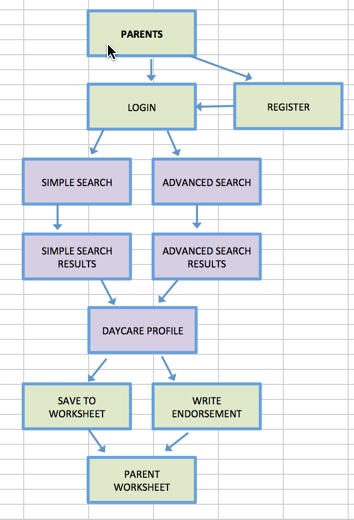 PARENTS
LOGIN
REGISTER
SIMPLE SEARCH
ADVANCED SEARCH
SIMPLE SEARCH
RESULTS
ADVANCED SEARCH
RESULTS
DAYCARE PROFILE
SAVE TO
WORKSHEET
WRITE
ENDORSEMENT
PARENT
WORKSHEET